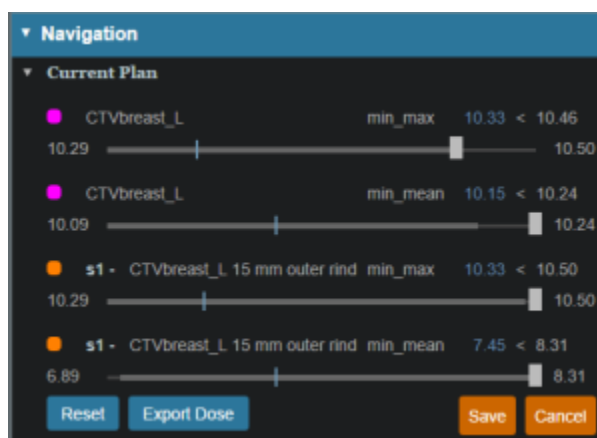 Navigation
Current Plan
CTVbreast_L min_max 10.33 < 10.46
10.29 10.50
CTVbreast_L min_mean 10.15 < 10.24
10.09 10.24
s1 - CTVbreast_L 15 mm outer rind min_max 10.33 < 10.50
10.29 10.50
s1 - CTVbreast_L 15 mm outer rind min_mean 7.45 < 8.31
6.89 8.31
Reset Export Dose Save Cancel